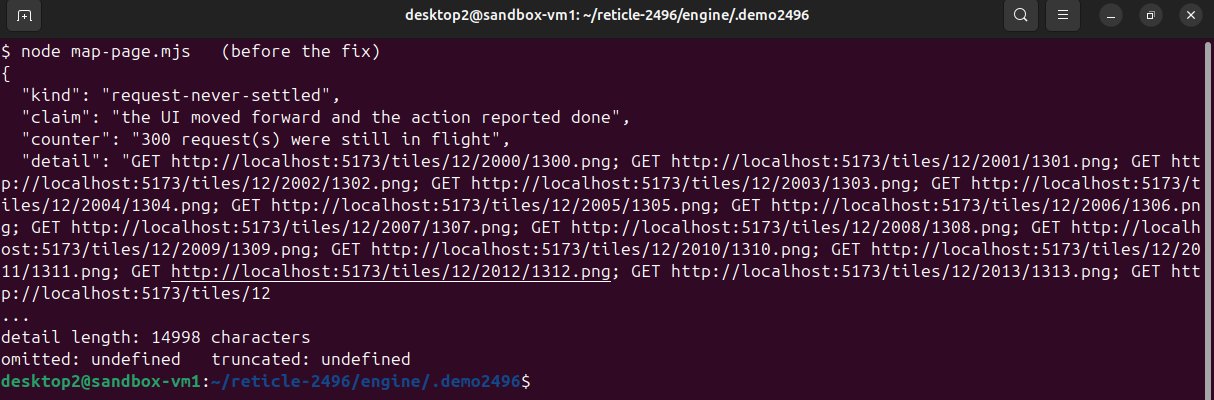 desktop2@sandbox-vm1: ~/reticle-2496/engine/.demo2496
$ node map-page.mjs   (before the fix)
{
  "kind": "request-never-settled",
  "claim": "the UI moved forward and the action reported done",
  "counter": "300 request(s) were still in flight",
  "detail": "GET http://localhost:5173/tiles/12/2000/1300.png; GET http://localhost:5173/tiles/12/2001/1301.png; GET htt
p://localhost:5173/tiles/12/2002/1302.png; GET http://localhost:5173/tiles/12/2003/1303.png; GET http://localhost:5173/t
iles/12/2004/1304.png; GET http://localhost:5173/tiles/12/2005/1305.png; GET http://localhost:5173/tiles/12/2006/1306.pn
g; GET http://localhost:5173/tiles/12/2007/1307.png; GET http://localhost:5173/tiles/12/2008/1308.png; GET http://localh
ost:5173/tiles/12/2009/1309.png; GET http://localhost:5173/tiles/12/2010/1310.png; GET http://localhost:5173/tiles/12/20
11/1311.png; GET http://localhost:5173/tiles/12/2012/1312.png; GET http://localhost:5173/tiles/12/2013/1313.png; GET htt
p://localhost:5173/tiles/12
...
detail length: 14998 characters
omitted: undefined   truncated: undefined
desktop2@sandbox-vm1:~/reticle-2496/engine/.demo2496$